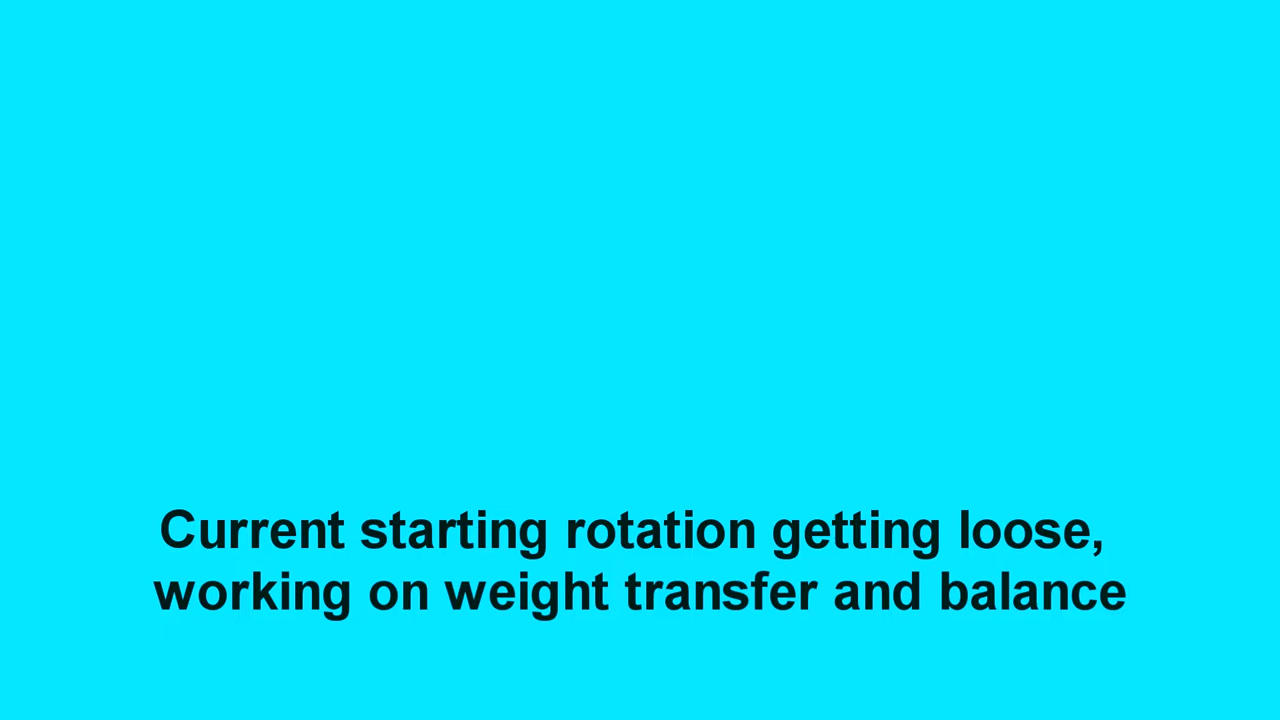 Current starting rotation getting loose,
working on weight transfer and balance